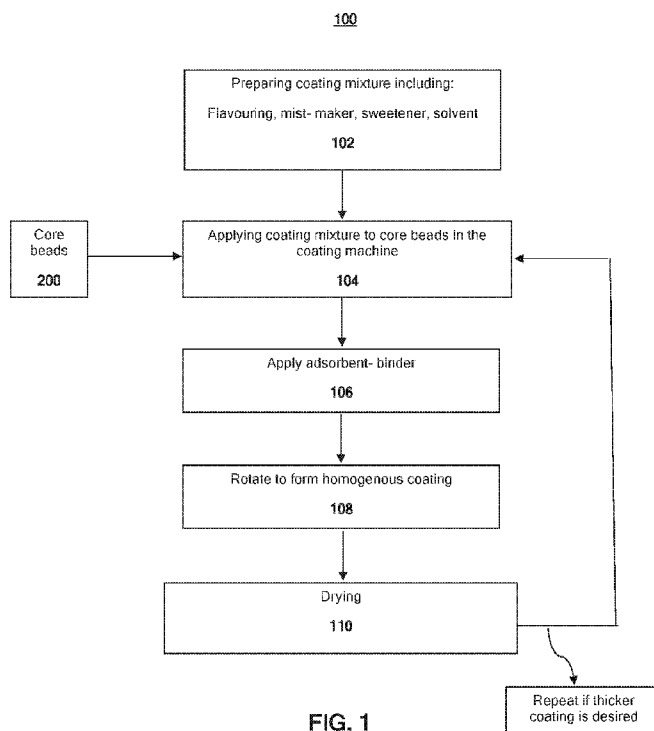 100
Preparing coating mixture including:
Flavouring, mist- maker, sweetener, solvent
102
Core
beads
200
Applying coating mixture to core beads in the
coating machine
104
Apply adsorbent- binder
106
Rotate to form homogenous coating
108
Drying
110
Repeat if thicker
coating is desired
FIG. 1